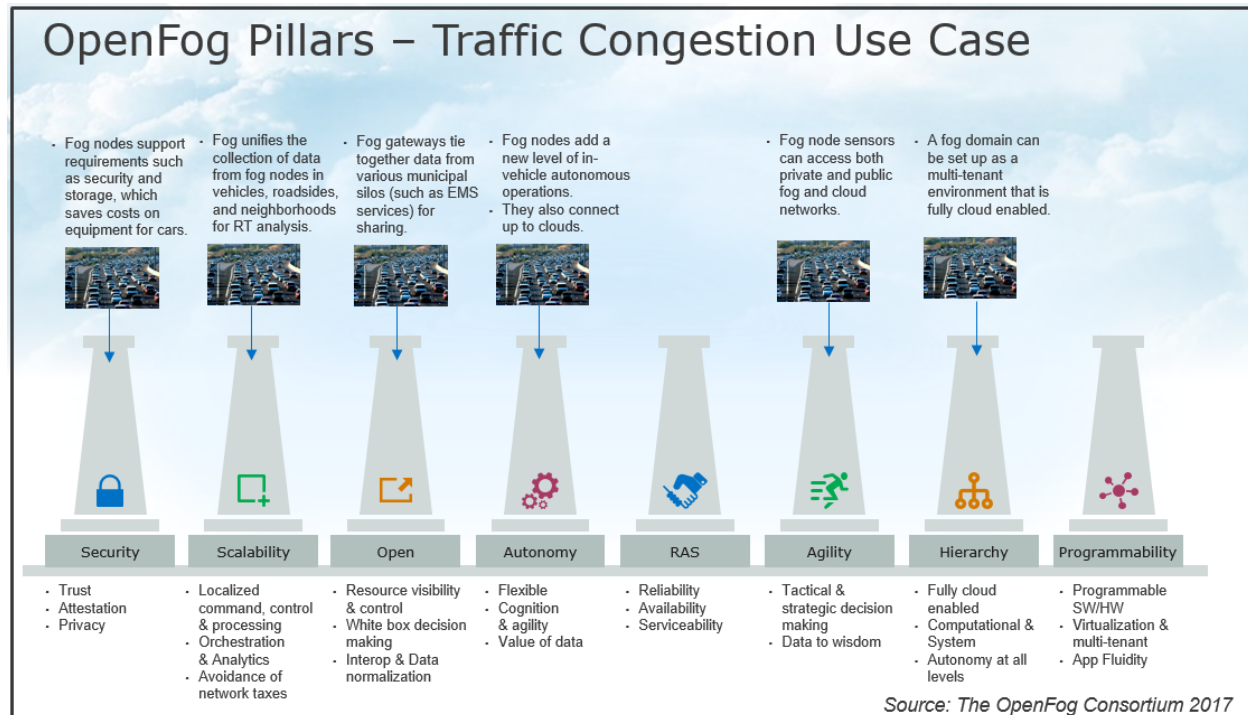 OpenFog Pillars – Traffic Congestion Use Case
· Fog nodes support
requirements such
as security and
storage, which
saves costs on
equipment for cars.
· Fog unifies the
collection of data
from fog nodes in
vehicles, roadsides,
and neighborhoods
for RT analysis.
· Fog gateways tie
together data from
various municipal
silos (such as EMS
services) for
sharing.
· Fog nodes add a
new level of in-
vehicle autonomous
operations.
· They also connect
up to clouds.
· Fog node sensors
can access both
private and public
fog and cloud
networks.
· A fog domain can
be set up as a
multi-tenant
environment that is
fully cloud enabled.
Security
Scalability
Open
Autonomy
RAS
Agility
Hierarchy
Programmability
· Trust
· Attestation
· Privacy
· Localized
command, control
& processing
· Orchestration
& Analytics
· Avoidance of
network taxes
· Resource visibility
& control
· White box decision
making
· Interop & Data
normalization
· Flexible
· Cognition
& agility
· Value of data
· Reliability
· Availability
· Serviceability
· Tactical &
strategic decision
making
· Data to wisdom
· Fully cloud
enabled
· Computational &
System
· Autonomy at all
levels
· Programmable
SW/HW
· Virtualization &
multi-tenant
· App Fluidity
Source: The OpenFog Consortium 2017